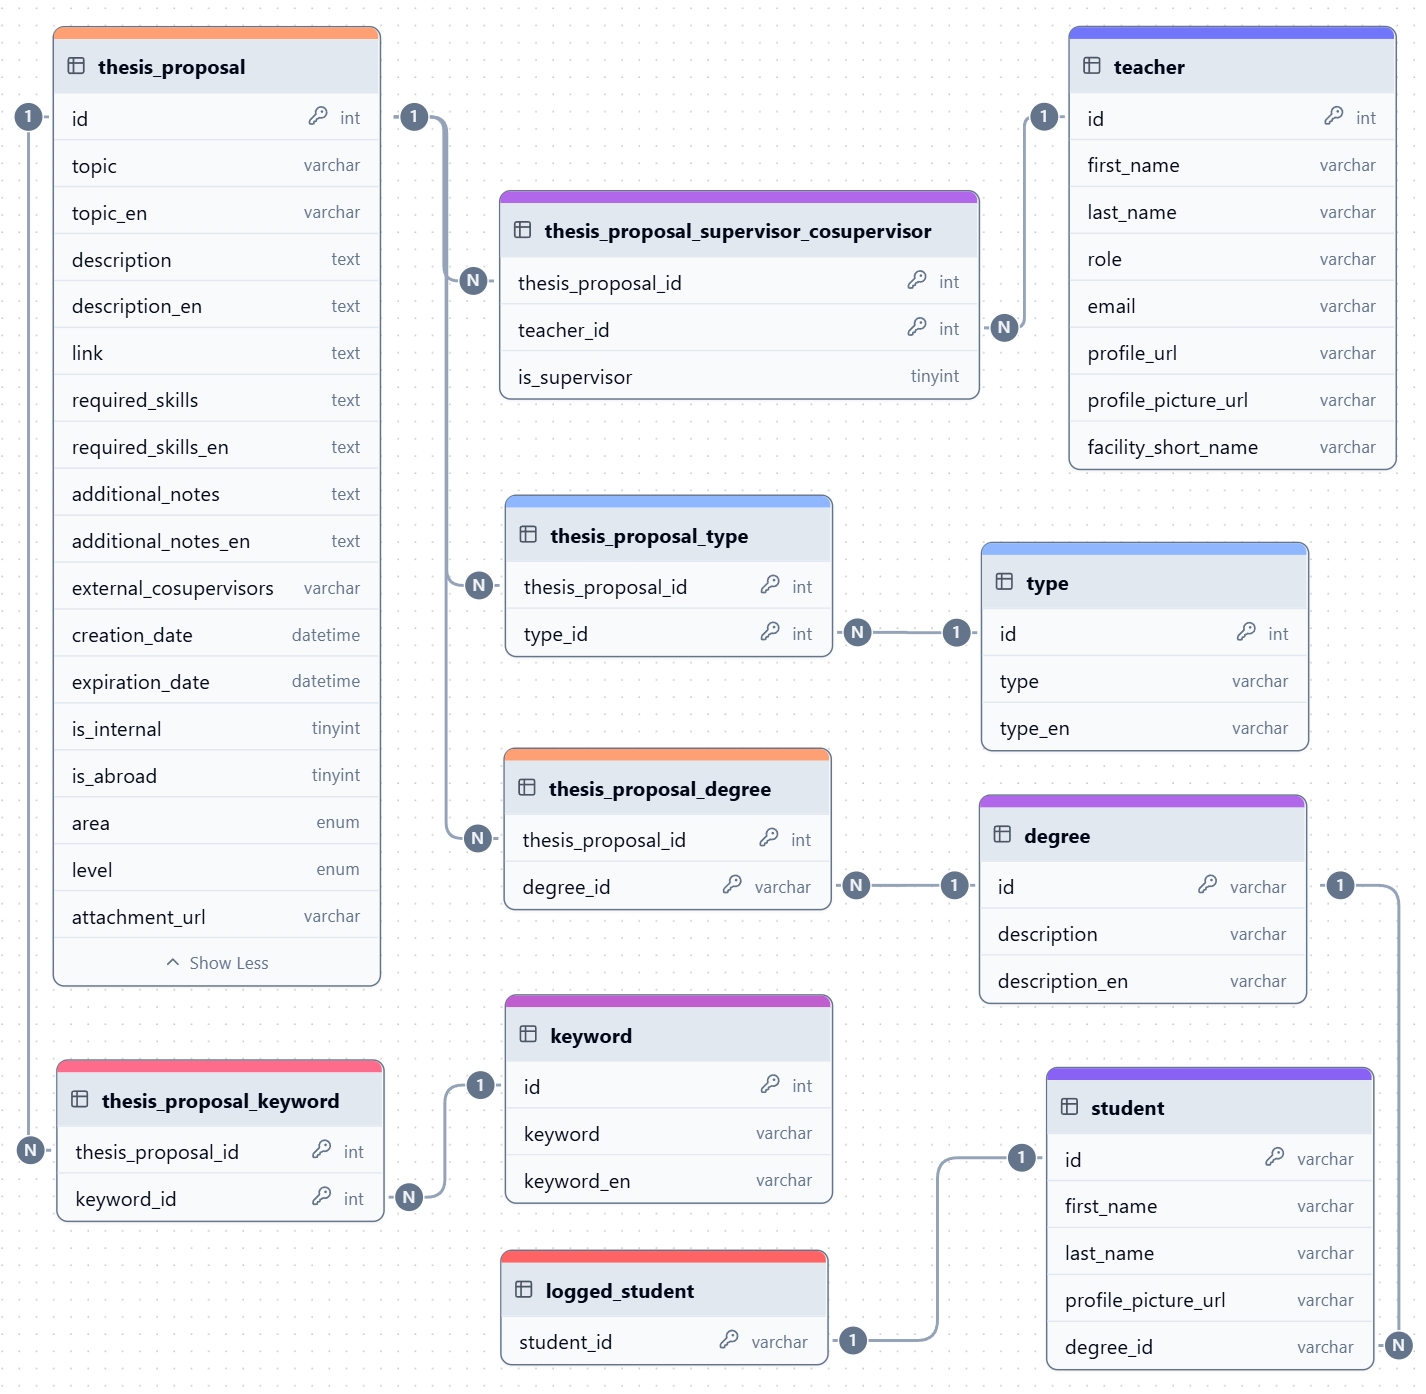 thesis_proposal
1
id int
1
topic varchar
topic_en varchar
description text
description_en text
link text
required_skills text
required_skills_en text
additional_notes text
additional_notes_en text
external_cosupervisors varchar
creation_date datetime
expiration_date datetime
is_internal tinyint
is_abroad tinyint
area enum
level enum
attachment_url varchar
Show Less
teacher
1
id int
first_name varchar
last_name varchar
role varchar
email varchar
profile_url varchar
profile_picture_url varchar
facility_short_name varchar
thesis_proposal_supervisor_cosupervisor
N
thesis_proposal_id int
teacher_id int
N
is_supervisor tinyint
thesis_proposal_type
N
thesis_proposal_id int
type_id int
N
1
type
id int
type varchar
type_en varchar
thesis_proposal_degree
N
thesis_proposal_id int
degree_id varchar
N
1
degree
id varchar
1
description varchar
description_en varchar
keyword
1
id int
keyword varchar
keyword_en varchar
thesis_proposal_keyword
N
thesis_proposal_id int
keyword_id int
N
student
1
id varchar
first_name varchar
last_name varchar
profile_picture_url varchar
degree_id varchar
N
logged_student
student_id varchar
1